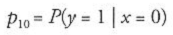 p₁₀ = P(y = 1 | x = 0)